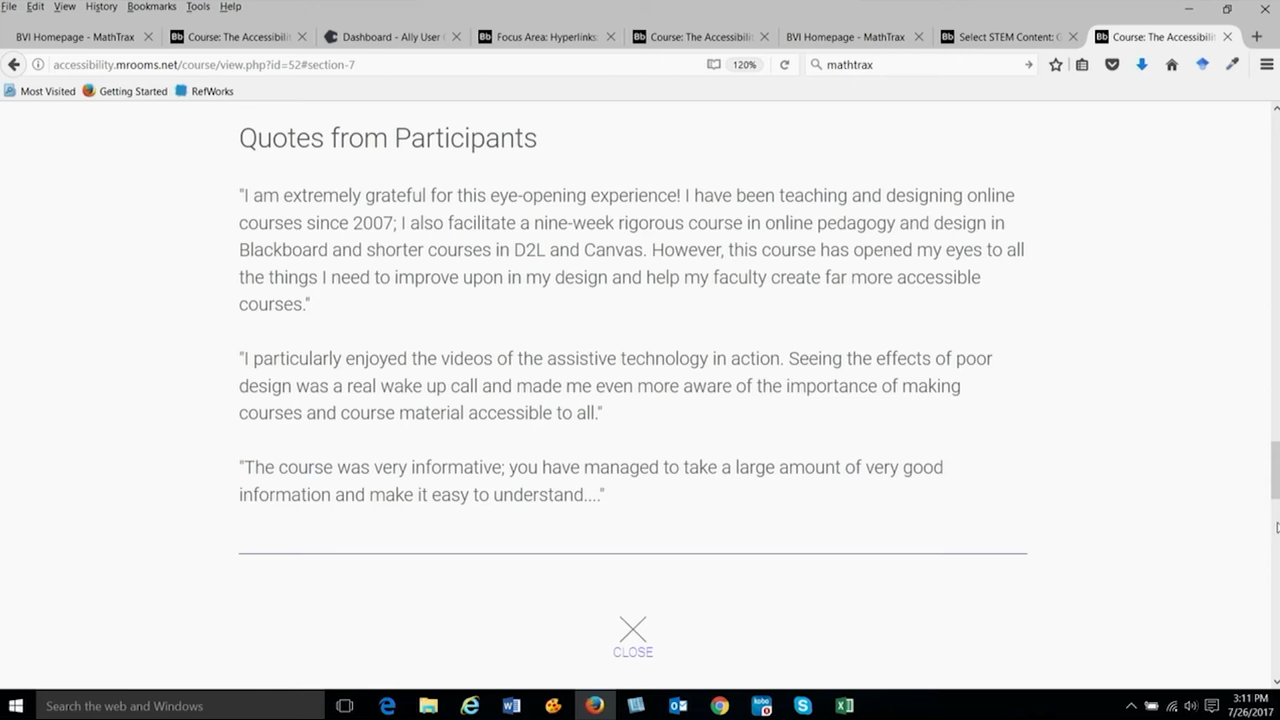 File Edit View History Bookmarks Tools Help
BVI Homepage - MathTrax
Course: The Accessibilit
Dashboard - Ally User
Focus Area: Hyperlinks:
Course: The Accessibilit
BVI Homepage - MathTrax
Select STEM Content:
Course: The Accessibilit
accessibility.mrooms.net/course/view.php?id=52#section-7
120%
mathtrax
Most Visited Getting Started RefWorks
Quotes from Participants
"I am extremely grateful for this eye-opening experience! I have been teaching and designing online
courses since 2007; I also facilitate a nine-week rigorous course in online pedagogy and design in
Blackboard and shorter courses in D2L and Canvas. However, this course has opened my eyes to all
the things I need to improve upon in my design and help my faculty create far more accessible
courses."
"I particularly enjoyed the videos of the assistive technology in action. Seeing the effects of poor
design was a real wake up call and made me even more aware of the importance of making
courses and course material accessible to all."
"The course was very informative; you have managed to take a large amount of very good
information and make it easy to understand...."
CLOSE
Search the web and Windows
3:11 PM
7/26/2017